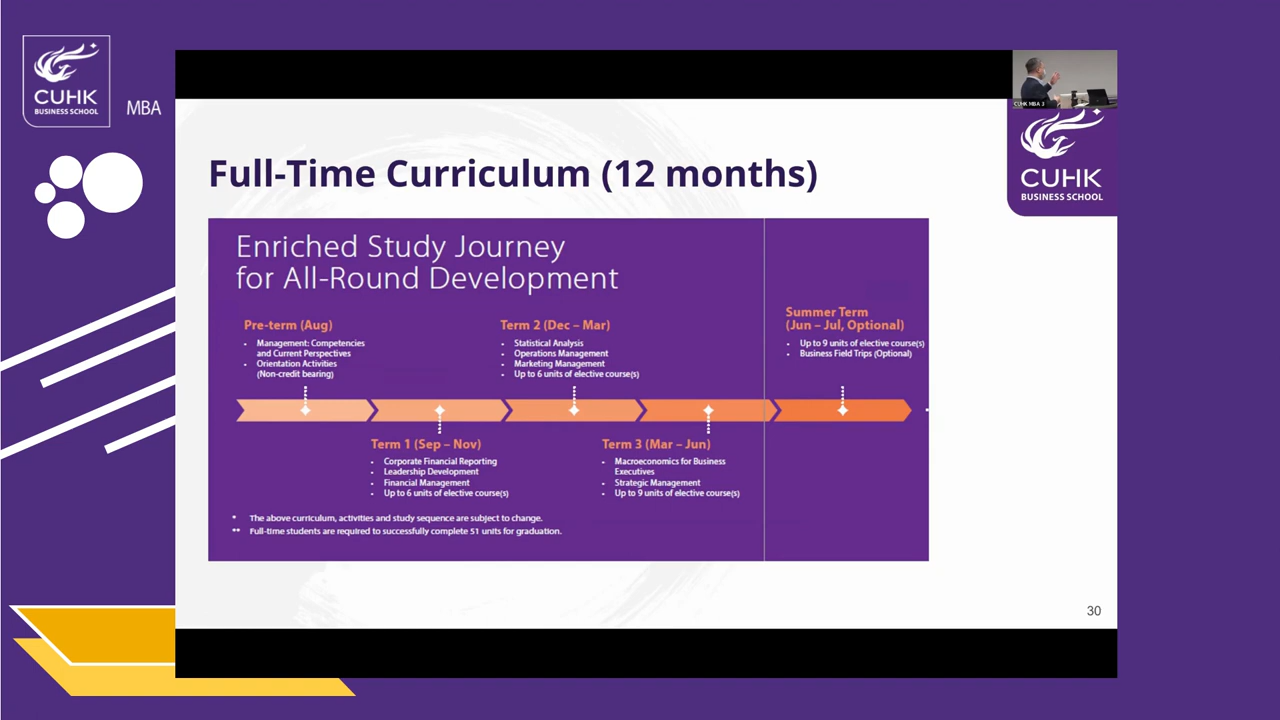 CUHK
BUSINESS SCHOOL
MBA
CUHK MBA 3
CUHK
BUSINESS SCHOOL
Full-Time Curriculum (12 months)
Enriched Study Journey
for All-Round Development
Pre-term (Aug)
• Management: Competencies
and Current Perspectives
• Orientation Activities
(Non-credit bearing)
Term 2 (Dec – Mar)
• Statistical Analysis
• Operations Management
• Marketing Management
• Up to 6 units of elective course(s)
Summer Term
(Jun – Jul, Optional)
• Up to 9 units of elective course(s)
• Business Field Trips (Optional)
Term 1 (Sep – Nov)
• Corporate Financial Reporting
• Leadership Development
• Financial Management
• Up to 6 units of elective course(s)
Term 3 (Mar – Jun)
• Macroeconomics for Business
Executives
• Strategic Management
• Up to 9 units of elective course(s)
* The above curriculum, activities and study sequence are subject to change.
** Full-time students are required to successfully complete 51 units for graduation.
30